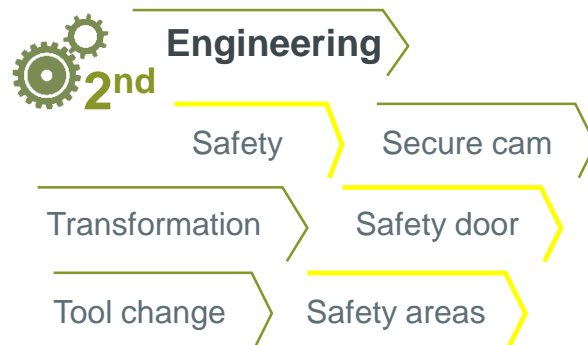 Engineering
2nd
Safety
Secure cam
Transformation
Safety door
Tool change
Safety areas